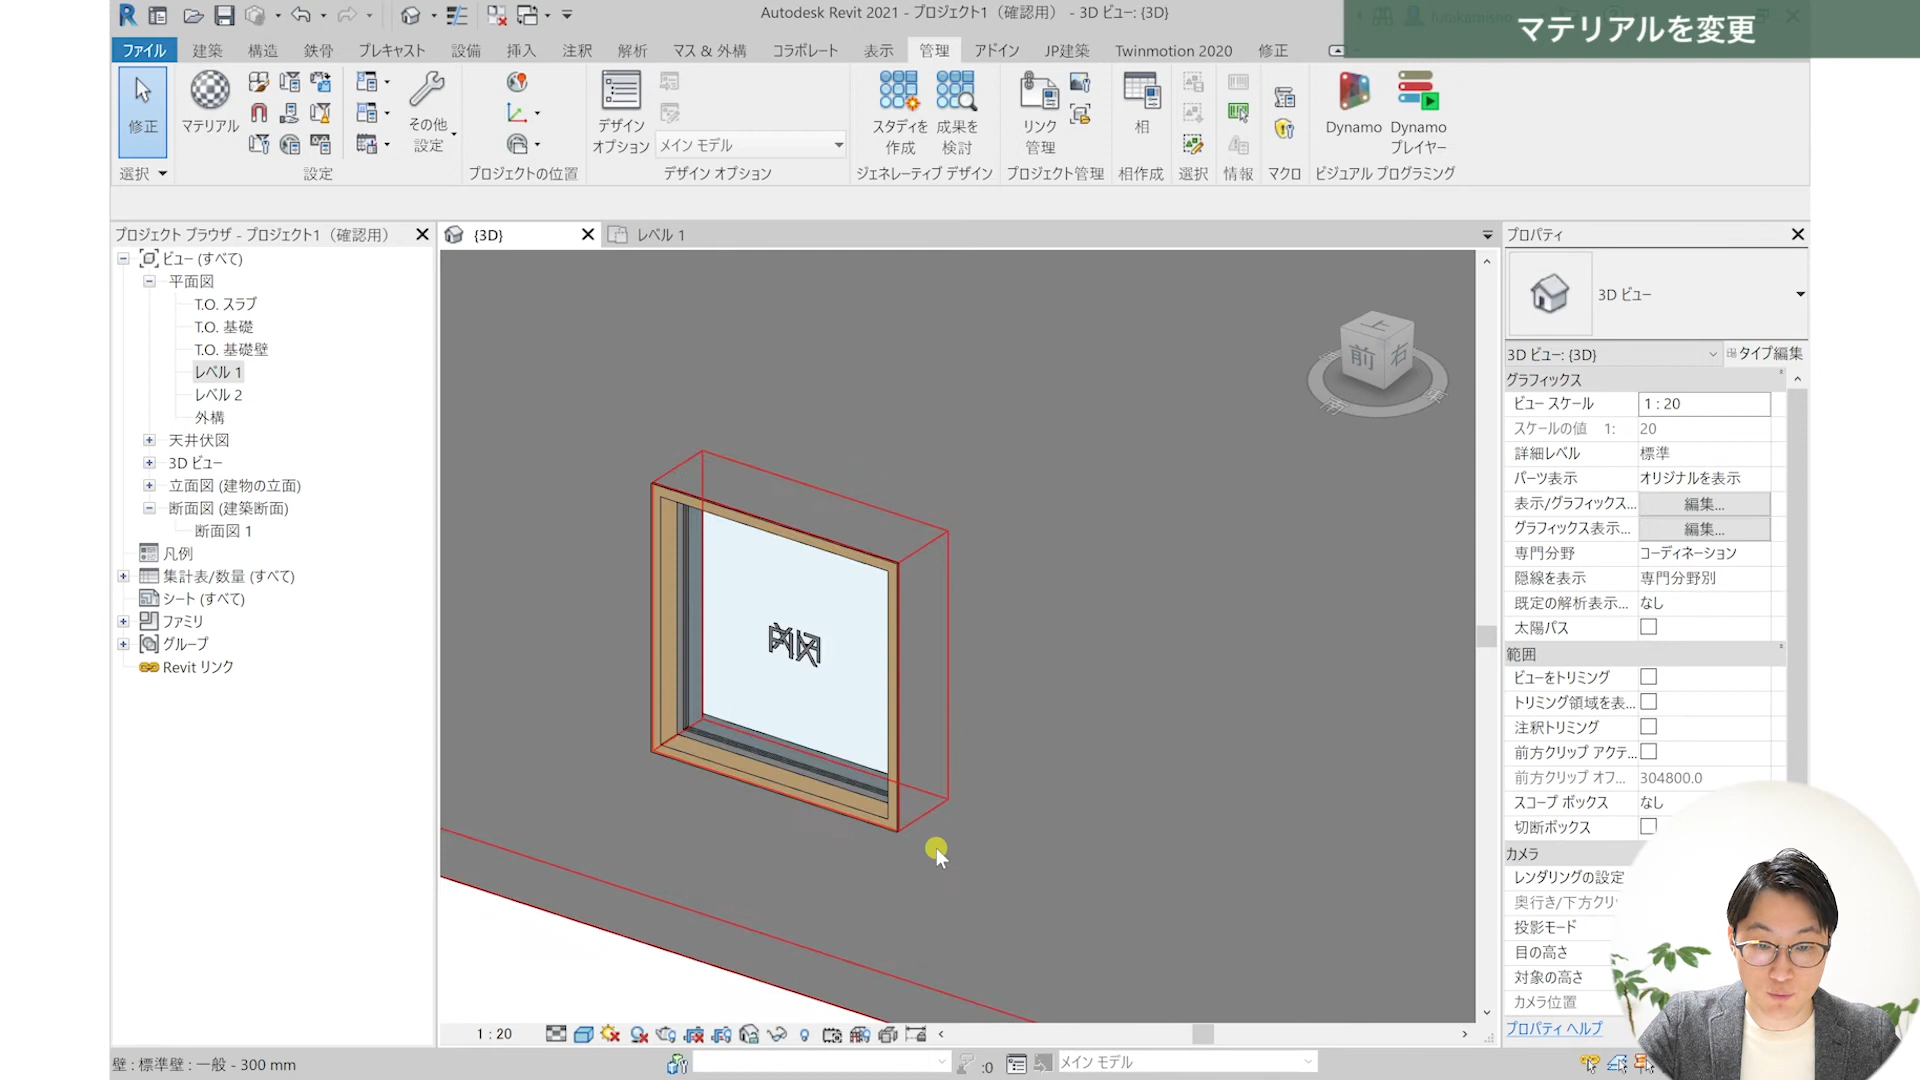 Autodesk Revit 2021 - プロジェクト1（確認用） - 3D ビュー: {3D}
マテリアルを変更
ファイル 建築 構造 鉄骨 プレキャスト 設備 挿入 注釈 解析 マス & 外構 コラボレート 表示 管理 アドイン JP建築 Twinmotion 2020 修正
修正 マテリアル その他 設定 デザイン オプション メイン モデル スタディを 作成 成果を 検討 リンク 管理 相 Dynamo Dynamo プレイヤー
選択 設定 プロジェクトの位置 デザイン オプション ジェネレーティブ デザイン プロジェクト管理 相作成 選択 情報 マクロ ビジュアル プログラミング
プロジェクト ブラウザ - プロジェクト1（確認用）
ビュー (すべて)
平面図
T.O. スラブ
T.O. 基礎
T.O. 基礎壁
レベル 1
レベル 2
外構
天井伏図
3D ビュー
立面図 (建物の立面)
断面図 (建築断面)
断面図 1
凡例
集計表/数量 (すべて)
シート (すべて)
ファミリ
グループ
Revit リンク
{3D} レベル 1
上
前 右
南
プロパティ
3D ビュー
3D ビュー: {3D} タイプ編集
グラフィックス
ビュー スケール 1 : 20
スケールの値 1: 20
詳細レベル 標準
パーツ表示 オリジナルを表示
表示/グラフィックス... 編集...
グラフィックス表示... 編集...
専門分野 コーディネーション
隠線を表示 専門分野別
既定の解析表示... なし
太陽パス
範囲
ビューをトリミング
トリミング領域を表...
注釈トリミング
前方クリップ アクテ...
前方クリップ オフ... 304800.0
スコープ ボックス なし
切断ボックス
カメラ
レンダリングの設定
奥行き/下方クリ
投影モード
目の高さ
対象の高さ
カメラ位置
プロパティ ヘルプ
1 : 20
壁 : 標準壁 : 一般 - 300 mm
:0 メイン モデル